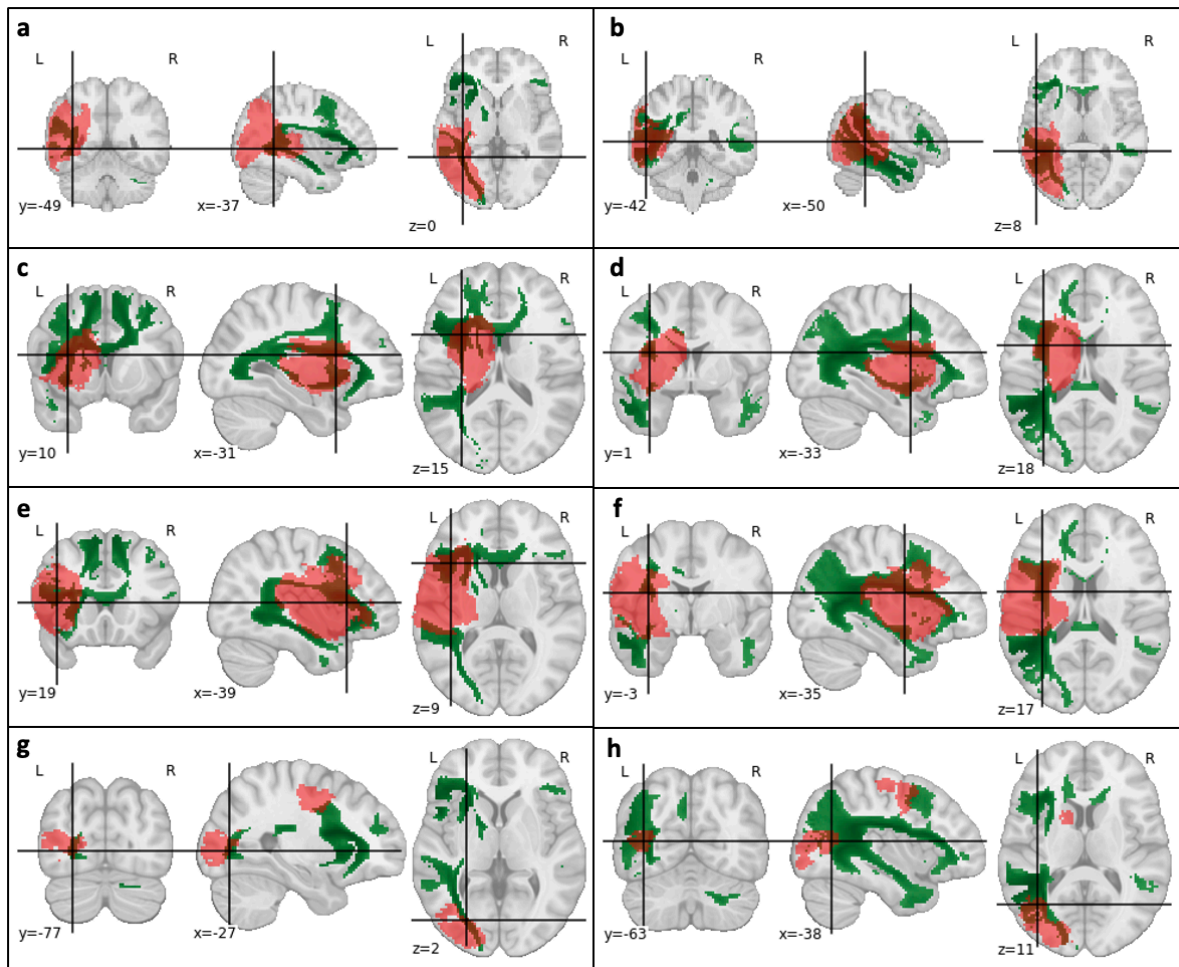 a
L R L R
y=-49 x=-37 z=0
b
L R L R
y=-42 x=-50 z=8
c
L R L R
y=10 x=-31 z=15
d
L R L R
y=1 x=-33 z=18
e
L R L R
y=19 x=-39 z=9
f
L R L R
y=-3 x=-35 z=17
g
L R L R
y=-77 x=-27 z=2
h
L R L R
y=-63 x=-38 z=11